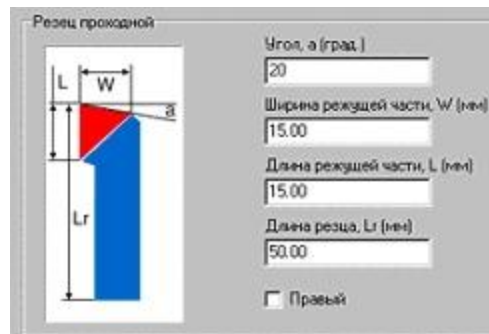 Резец проходной
Угол, a (град.)
20
L
W
a
Ширина режущей части, W (мм)
15.00
Длина режущей части, L (мм)
15.00
Lr
Длина резца, Lr (мм)
50.00
Правый